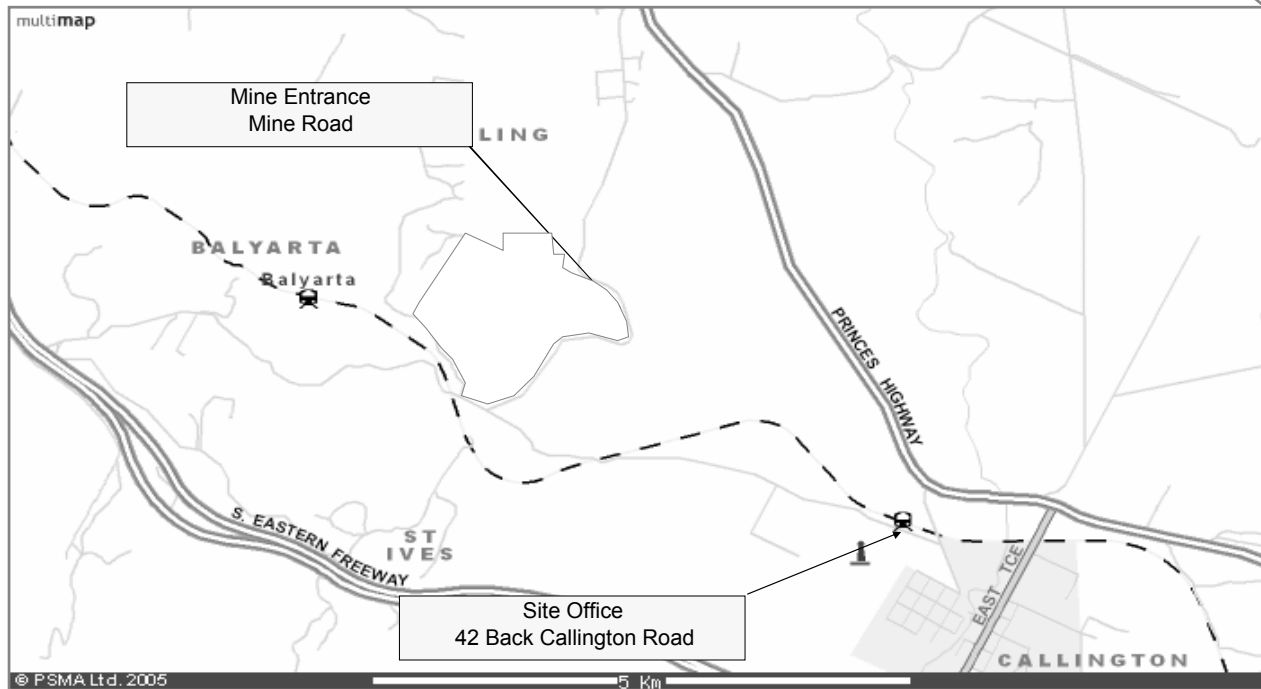 multimap
Mine Entrance
Mine Road
LING
BALYARTA
Balyarta
PRINCES HIGHWAY
S. EASTERN FREEWAY
ST
IVES
EAST TCE
Site Office
42 Back Callington Road
CALLINGTON
© PSMA Ltd. 2005
5 Km